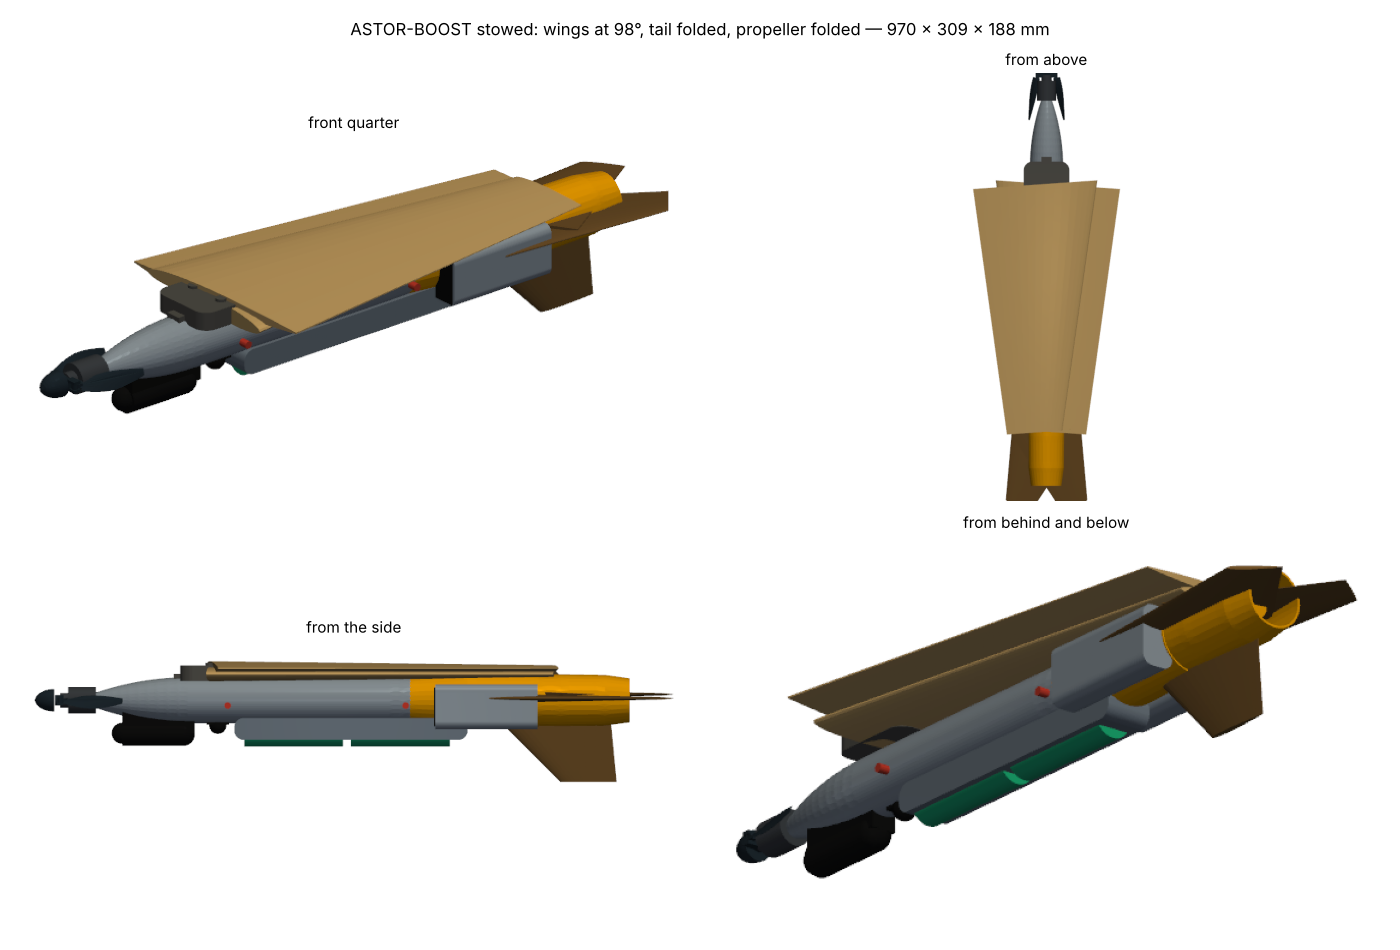 ASTOR-BOOST stowed: wings at 98°, tail folded, propeller folded — 970 × 309 × 188 mm
from above
front quarter
from behind and below
from the side